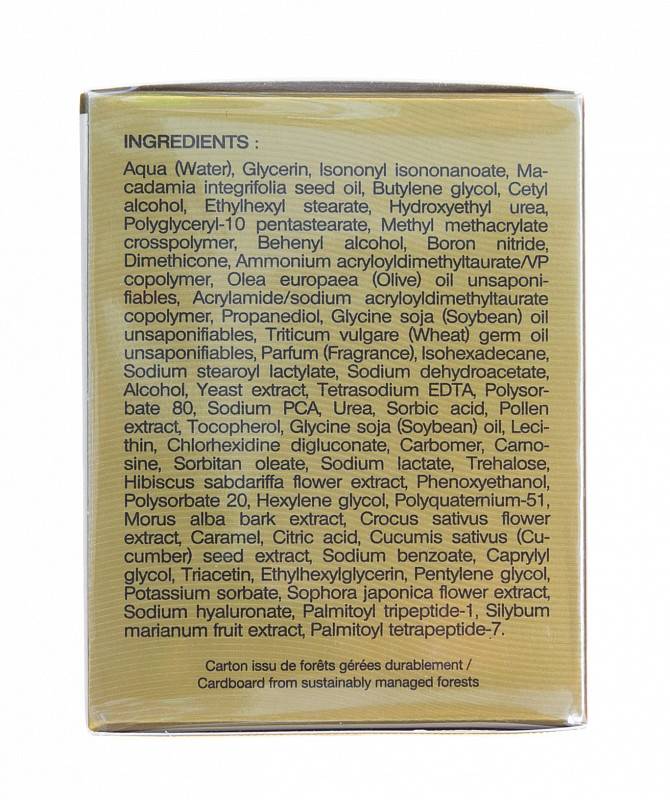 INGREDIENTS :
Aqua (Water), Glycerin, Isononyl isononanoate, Ma-
cadamia integrifolia seed oil, Butylene glycol, Cetyl
alcohol, Ethylhexyl stearate, Hydroxyethyl urea,
Polyglyceryl-10 pentastearate, Methyl methacrylate
crosspolymer, Behenyl alcohol, Boron nitride,
Dimethicone, Ammonium acryloyldimethyltaurate/VP
copolymer, Olea europaea (Olive) oil unsaponi-
fiables, Acrylamide/sodium acryloyldimethyltaurate
copolymer, Propanediol, Glycine soja (Soybean) oil
unsaponifiables, Triticum vulgare (Wheat) germ oil
unsaponifiables, Parfum (Fragrance), Isohexadecane,
Sodium stearoyl lactylate, Sodium dehydroacetate,
Alcohol, Yeast extract, Tetrasodium EDTA, Polysor-
bate 80, Sodium PCA, Urea, Sorbic acid, Pollen
extract, Tocopherol, Glycine soja (Soybean) oil, Leci-
thin, Chlorhexidine digluconate, Carbomer, Carno-
sine, Sorbitan oleate, Sodium lactate, Trehalose,
Hibiscus sabdariffa flower extract, Phenoxyethanol,
Polysorbate 20, Hexylene glycol, Polyquaternium-51,
Morus alba bark extract, Crocus sativus flower
extract, Caramel, Citric acid, Cucumis sativus (Cu-
cumber) seed extract, Sodium benzoate, Caprylyl
glycol, Triacetin, Ethylhexylglycerin, Pentylene glycol,
Potassium sorbate, Sophora japonica flower extract,
Sodium hyaluronate, Palmitoyl tripeptide-1, Silybum
marianum fruit extract, Palmitoyl tetrapeptide-7.
Carton issu de forêts gérées durablement /
Cardboard from sustainably managed forests